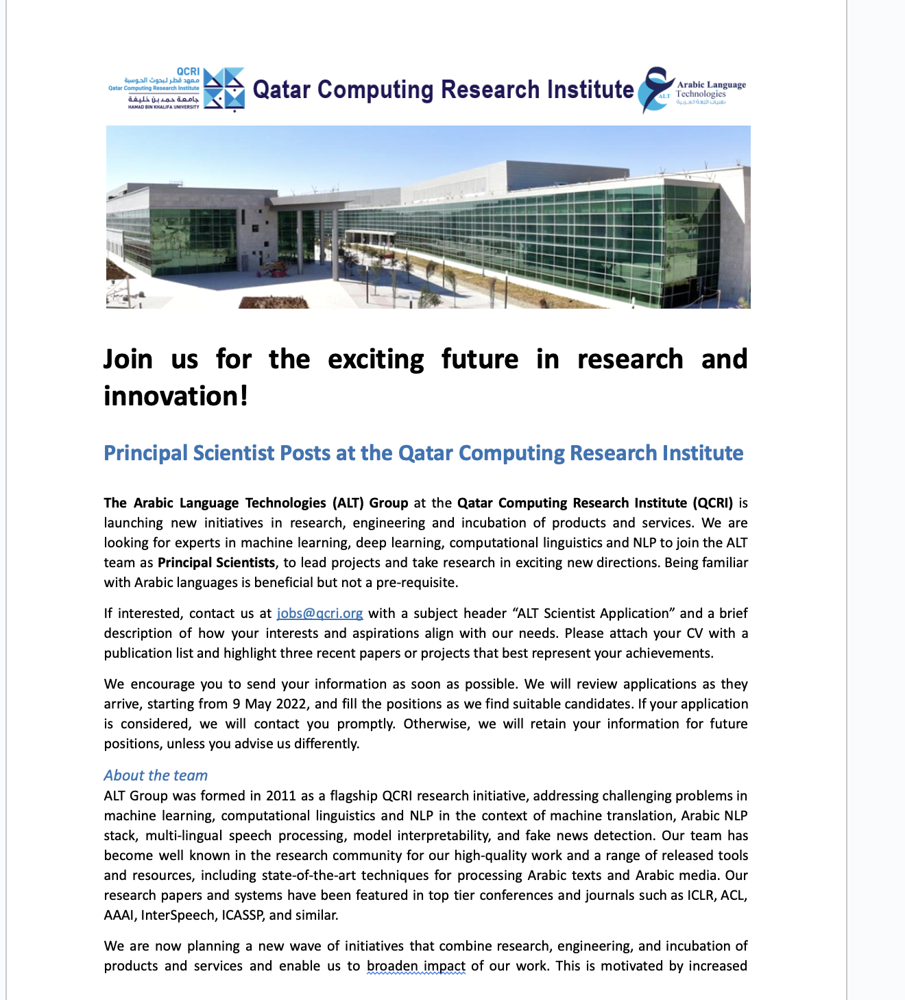 QCRI
معهد قطر لبحوث الحوسبة
Qatar Computing Research Institute
جامعة حمد بن خليفة
HAMAD BIN KHALIFA UNIVERSITY
Qatar Computing Research Institute
ALT
Arabic Language
Technologies
تقنيات اللغة العربية
Join us for the exciting future in research and
innovation!
Principal Scientist Posts at the Qatar Computing Research Institute
The Arabic Language Technologies (ALT) Group at the Qatar Computing Research Institute (QCRI) is
launching new initiatives in research, engineering and incubation of products and services. We are
looking for experts in machine learning, deep learning, computational linguistics and NLP to join the ALT
team as Principal Scientists, to lead projects and take research in exciting new directions. Being familiar
with Arabic languages is beneficial but not a pre-requisite.
If interested, contact us at jobs@qcri.org with a subject header “ALT Scientist Application” and a brief
description of how your interests and aspirations align with our needs. Please attach your CV with a
publication list and highlight three recent papers or projects that best represent your achievements.
We encourage you to send your information as soon as possible. We will review applications as they
arrive, starting from 9 May 2022, and fill the positions as we find suitable candidates. If your application
is considered, we will contact you promptly. Otherwise, we will retain your information for future
positions, unless you advise us differently.
About the team
ALT Group was formed in 2011 as a flagship QCRI research initiative, addressing challenging problems in
machine learning, computational linguistics and NLP in the context of machine translation, Arabic NLP
stack, multi-lingual speech processing, model interpretability, and fake news detection. Our team has
become well known in the research community for our high-quality work and a range of released tools
and resources, including state-of-the-art techniques for processing Arabic texts and Arabic media. Our
research papers and systems have been featured in top tier conferences and journals such as ICLR, ACL,
AAAI, InterSpeech, ICASSP, and similar.
We are now planning a new wave of initiatives that combine research, engineering, and incubation of
products and services and enable us to broaden impact of our work. This is motivated by increased